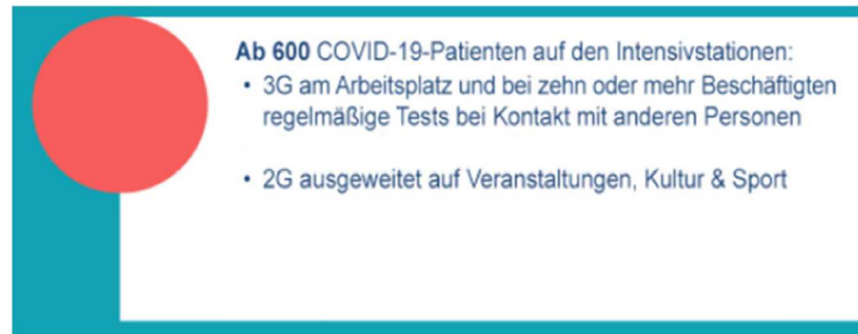 Ab 600 COVID-19-Patienten auf den Intensivstationen:
• 3G am Arbeitsplatz und bei zehn oder mehr Beschäftigten
regelmäßige Tests bei Kontakt mit anderen Personen
• 2G ausgeweitet auf Veranstaltungen, Kultur & Sport